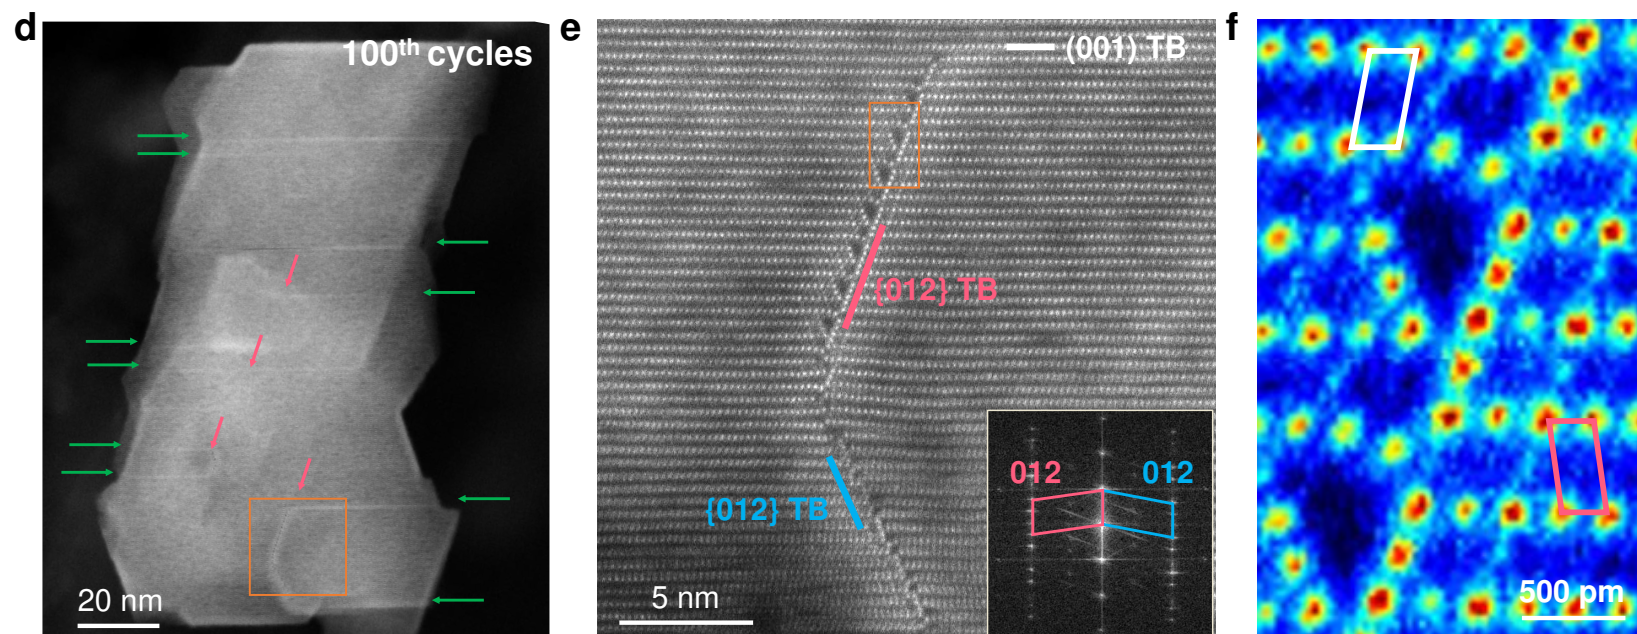 d
100th cycles
20 nm
e
(001) TB
{012} TB
{012} TB
012
012
5 nm
f
500 pm